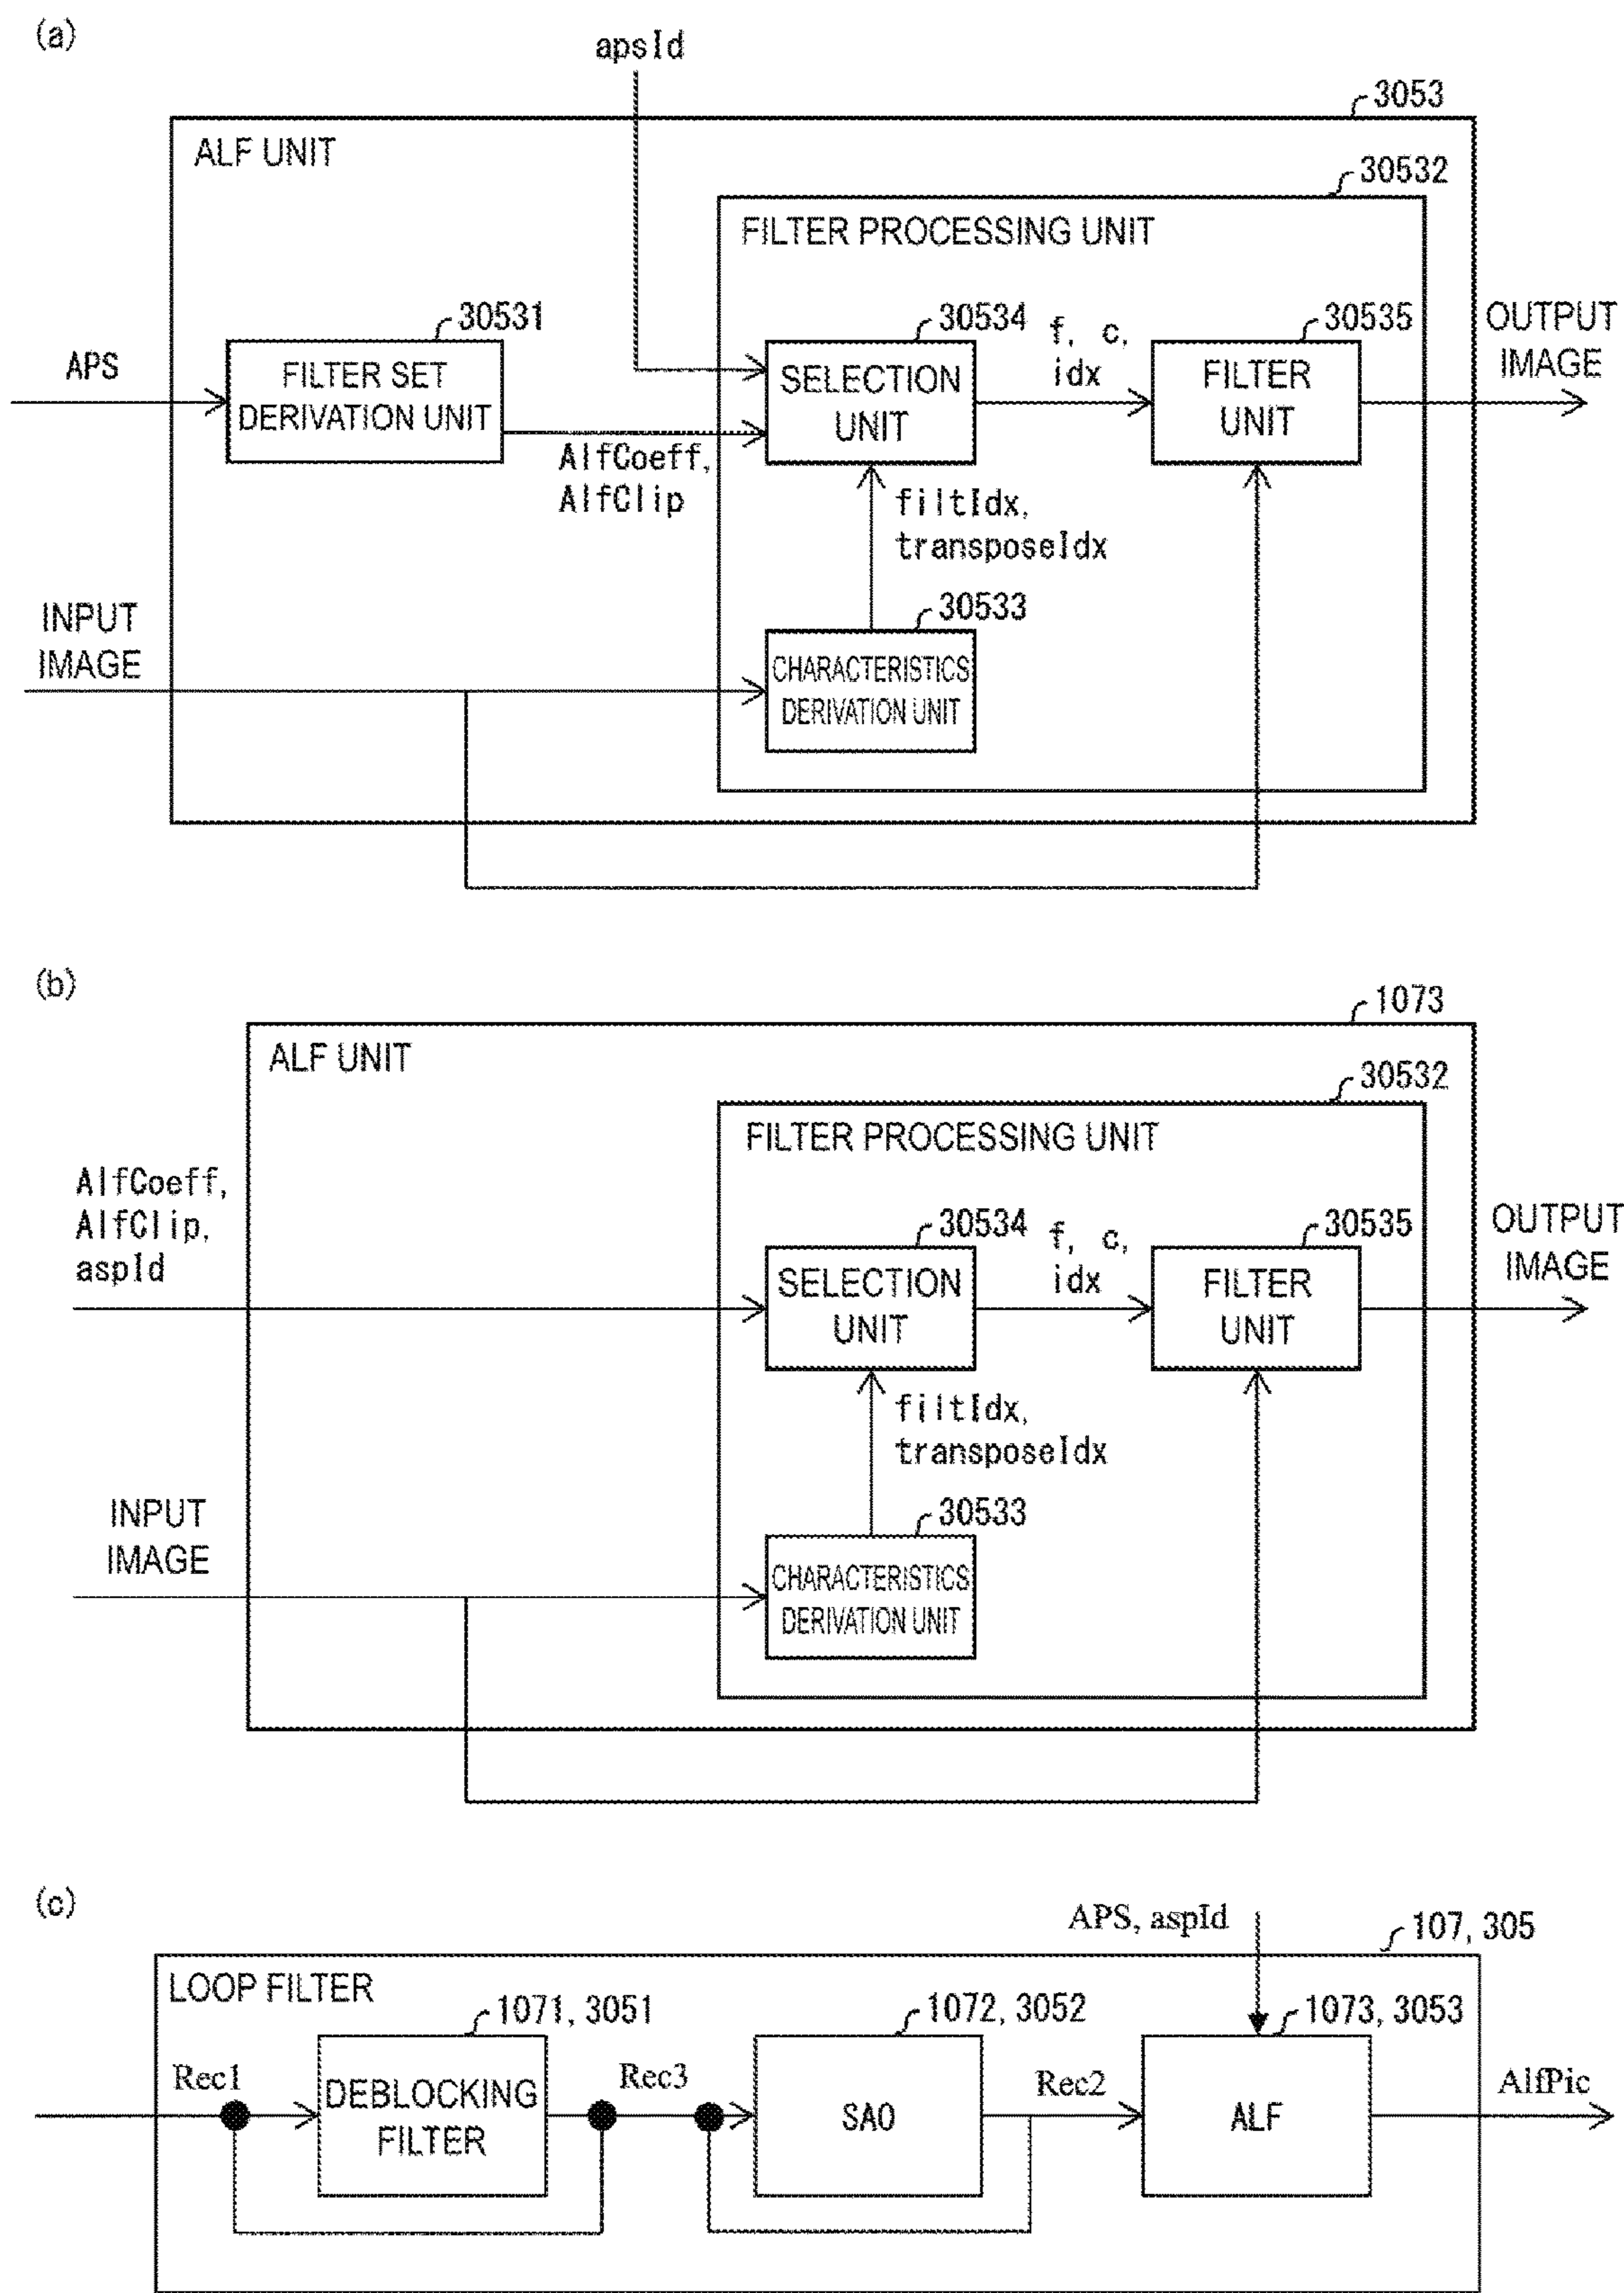 (a)
apsId
3053
ALF UNIT
30532
FILTER PROCESSING UNIT
30531
30534
f, c,
idx
30535
OUTPUT
IMAGE
APS
FILTER SET
DERIVATION UNIT
SELECTION
UNIT
FILTER
UNIT
AlfCoeff,
AlfClip
filtIdx,
transposeIdx
INPUT
IMAGE
30533
CHARACTERISTICS
DERIVATION UNIT
(b)
1073
ALF UNIT
30532
FILTER PROCESSING UNIT
AlfCoeff,
AlfClip,
aspId
30534
f, c,
idx
30535
OUTPUT
IMAGE
SELECTION
UNIT
FILTER
UNIT
filtIdx,
transposeIdx
INPUT
IMAGE
30533
CHARACTERISTICS
DERIVATION UNIT
(c)
APS, aspId
107, 305
LOOP FILTER
1071, 3051
1072, 3052
1073, 3053
Rec1
DEBLOCKING
FILTER
Rec3
SAO
Rec2
ALF
AlfPic